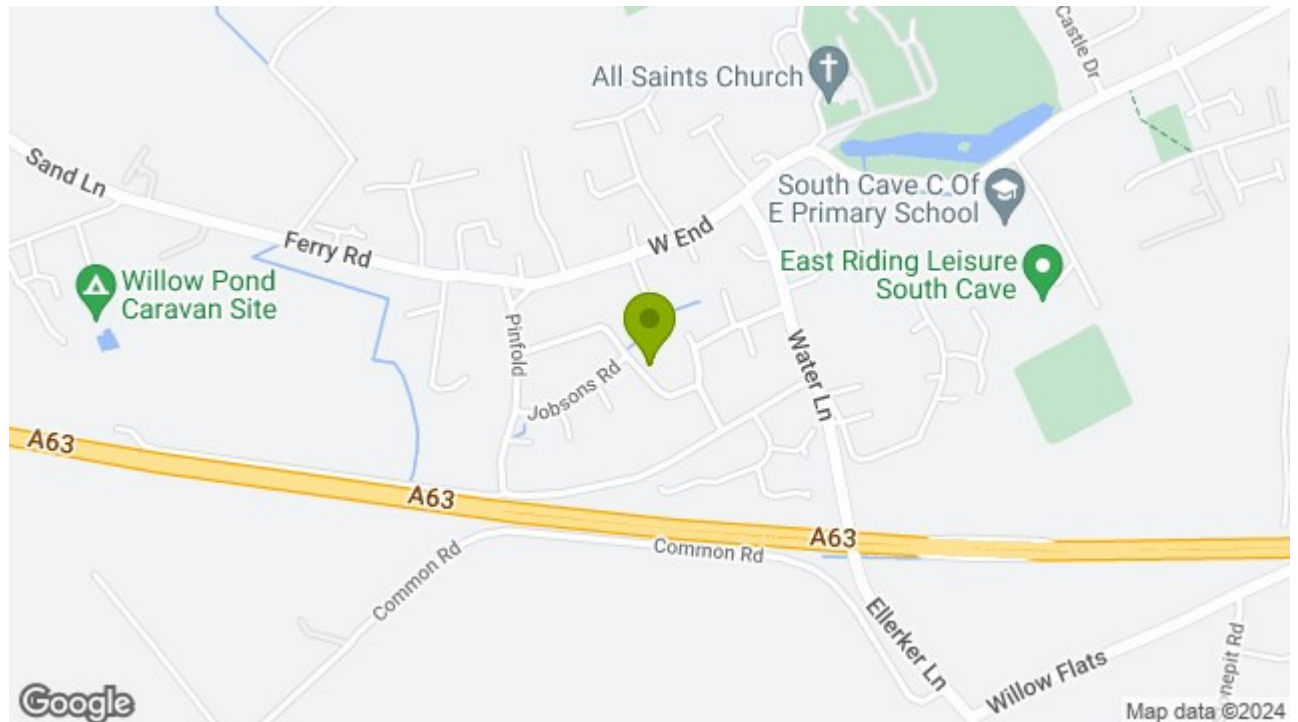 Castle Dr
All Saints Church
Sand Ln
South Cave C Of
E Primary School
W End
Ferry Rd
East Riding Leisure
South Cave
Willow Pond
Caravan Site
Pinfold
Water Ln
Jobsons Rd
A63
A63
A63
Common Rd
Common Rd
Ellerker Ln
Willow Flats
nepit Rd
Google
Map data ©2024